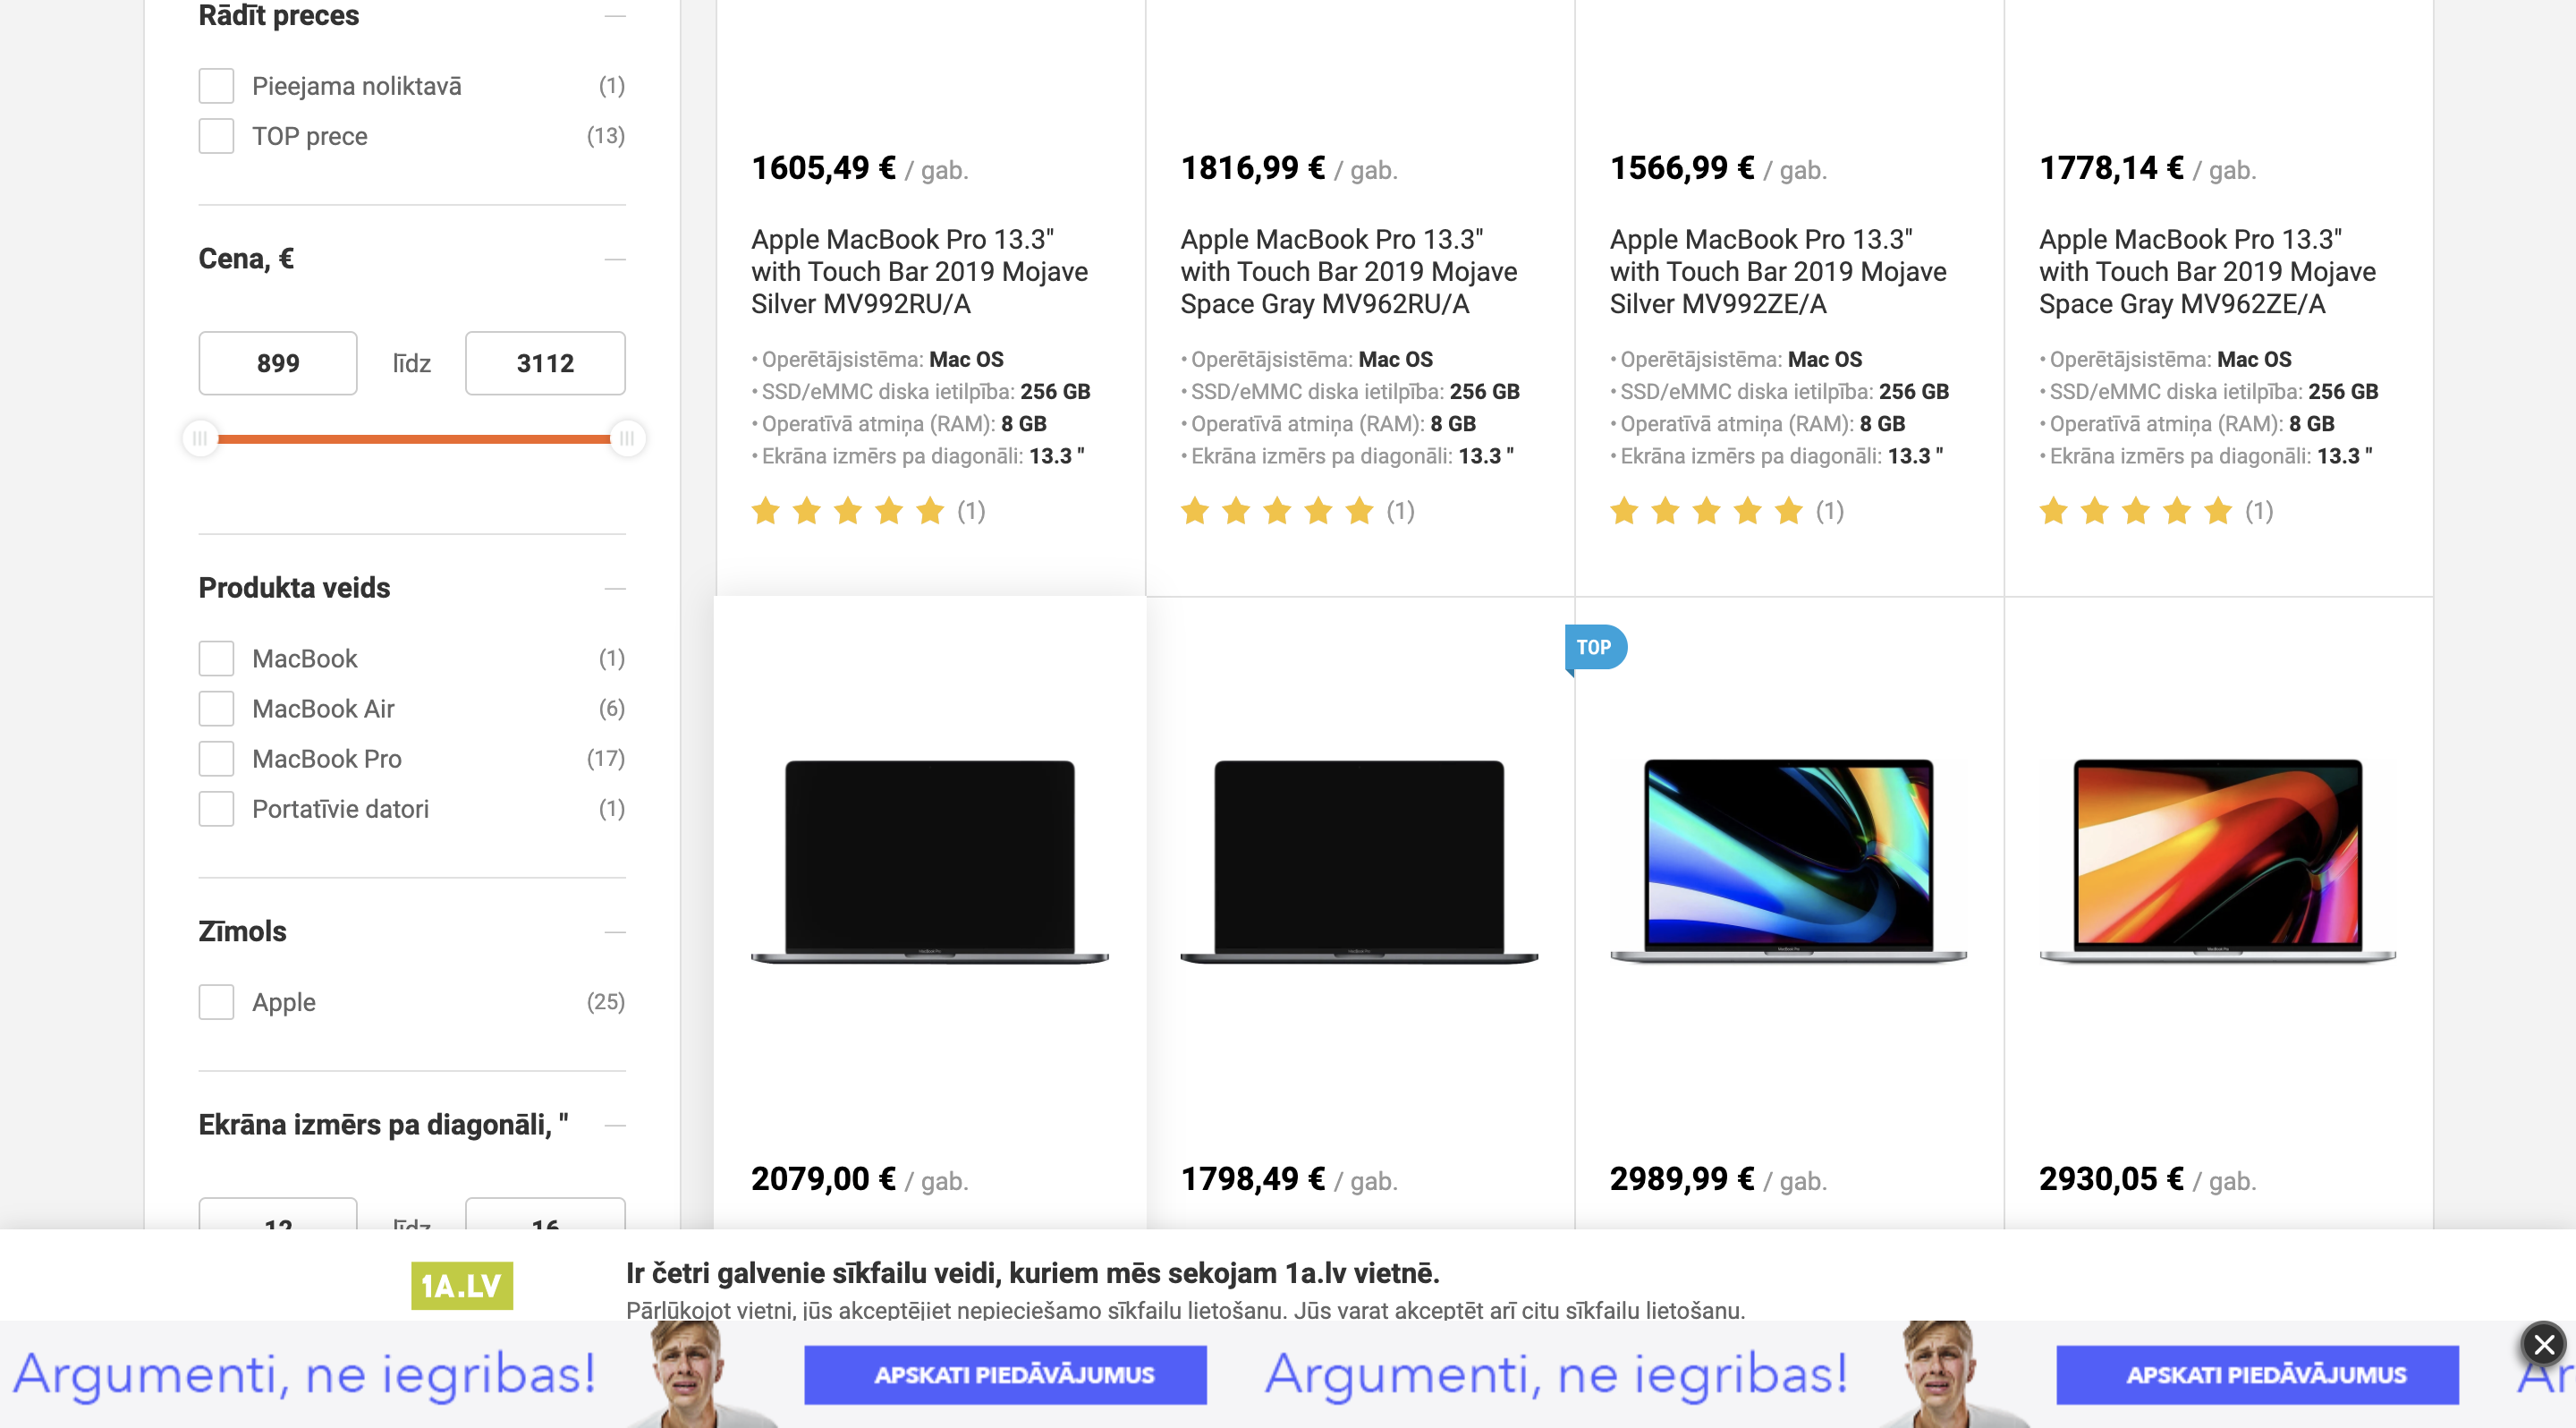 Rādīt preces
Pieejama noliktavā (1)
TOP prece (13)
Cena, €
899 līdz 3112
Produkta veids
MacBook (1)
MacBook Air (6)
MacBook Pro (17)
Portatīvie datori (1)
Zīmols
Apple (25)
Ekrāna izmērs pa diagonāli, "
12 līdz 16
1605,49 € / gab.
Apple MacBook Pro 13.3"
with Touch Bar 2019 Mojave
Silver MV992RU/A
• Operētājsistēma: Mac OS
• SSD/eMMC diska ietilpība: 256 GB
• Operatīvā atmiņa (RAM): 8 GB
• Ekrāna izmērs pa diagonāli: 13.3 "
(1)
1816,99 € / gab.
Apple MacBook Pro 13.3"
with Touch Bar 2019 Mojave
Space Gray MV962RU/A
• Operētājsistēma: Mac OS
• SSD/eMMC diska ietilpība: 256 GB
• Operatīvā atmiņa (RAM): 8 GB
• Ekrāna izmērs pa diagonāli: 13.3 "
(1)
1566,99 € / gab.
Apple MacBook Pro 13.3"
with Touch Bar 2019 Mojave
Silver MV992ZE/A
• Operētājsistēma: Mac OS
• SSD/eMMC diska ietilpība: 256 GB
• Operatīvā atmiņa (RAM): 8 GB
• Ekrāna izmērs pa diagonāli: 13.3 "
(1)
1778,14 € / gab.
Apple MacBook Pro 13.3"
with Touch Bar 2019 Mojave
Space Gray MV962ZE/A
• Operētājsistēma: Mac OS
• SSD/eMMC diska ietilpība: 256 GB
• Operatīvā atmiņa (RAM): 8 GB
• Ekrāna izmērs pa diagonāli: 13.3 "
(1)
2079,00 € / gab.
1798,49 € / gab.
TOP
2989,99 € / gab.
2930,05 € / gab.
1A.LV
Ir četri galvenie sīkfailu veidi, kuriem mēs sekojam 1a.lv vietnē.
Pārlūkojot vietni, jūs akceptējiet nepieciešamo sīkfailu lietošanu. Jūs varat akceptēt arī citu sīkfailu lietošanu.
Argumenti, ne iegribas! APSKATI PIEDĀVĀJUMUS Argumenti, ne iegribas! APSKATI PIEDĀVĀJUMUS Ar